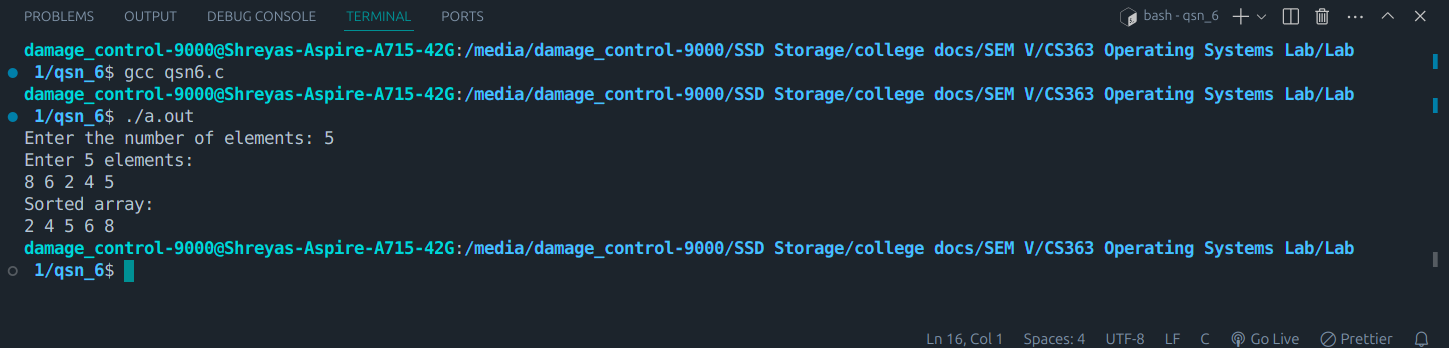 PROBLEMS OUTPUT DEBUG CONSOLE TERMINAL PORTS bash - qsn_6
damage_control-9000@Shreyas-Aspire-A715-42G:/media/damage_control-9000/SSD Storage/college docs/SEM V/CS363 Operating Systems Lab/Lab
1/qsn_6$ gcc qsn6.c
damage_control-9000@Shreyas-Aspire-A715-42G:/media/damage_control-9000/SSD Storage/college docs/SEM V/CS363 Operating Systems Lab/Lab
1/qsn_6$ ./a.out
Enter the number of elements: 5
Enter 5 elements:
8 6 2 4 5
Sorted array:
2 4 5 6 8
damage_control-9000@Shreyas-Aspire-A715-42G:/media/damage_control-9000/SSD Storage/college docs/SEM V/CS363 Operating Systems Lab/Lab
1/qsn_6$
Ln 16, Col 1 Spaces: 4 UTF-8 LF C Go Live Prettier